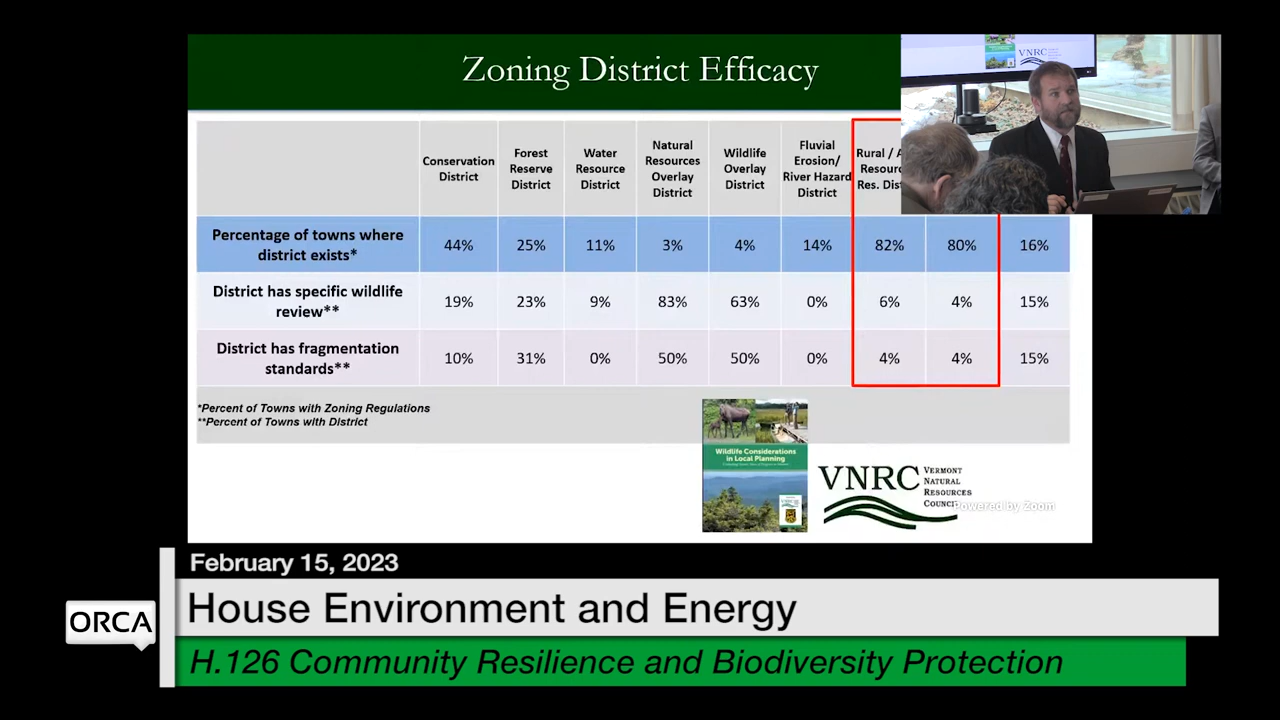 Zoning District Efficacy
Conservation
District
Forest
Reserve
District
Water
Resource
District
Natural
Resources
Overlay
District
Wildlife
Overlay
District
Fluvial
Erosion/
River Hazard
District
Rural /
Res.
Percentage of towns where
district exists*
44%
25%
11%
3%
4%
14%
82%
80%
16%
District has specific wildlife
review**
19%
23%
9%
83%
63%
0%
6%
4%
15%
District has fragmentation
standards**
10%
31%
0%
50%
50%
0%
4%
4%
15%
*Percent of Towns with Zoning Regulations
**Percent of Towns with District
Wildlife Considerations
in Local Planning
VNRC
VERMONT
NATURAL
RESOURCES
COUNCIL
Powered by Zoom
VNRC
February 15, 2023
House Environment and Energy
ORCA
H.126 Community Resilience and Biodiversity Protection